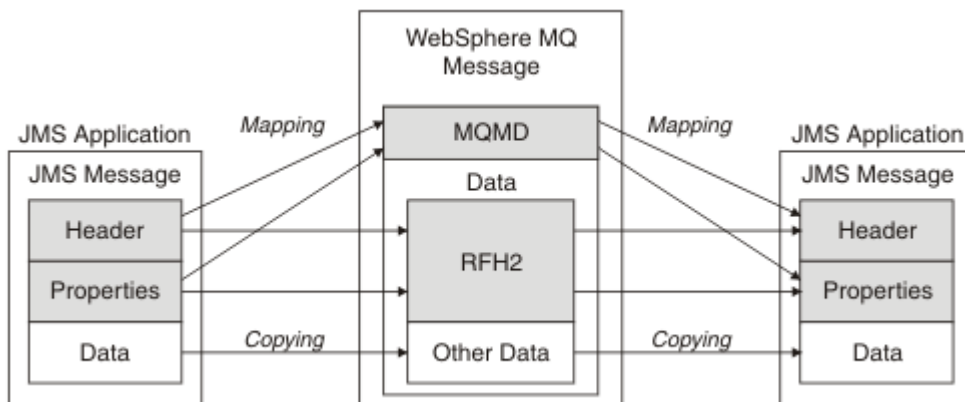 WebSphere MQ
Message
JMS Application
JMS Message
Header
Properties
Data
Mapping
Copying
MQMD
Data
RFH2
Other Data
Mapping
Copying
JMS Application
JMS Message
Header
Properties
Data